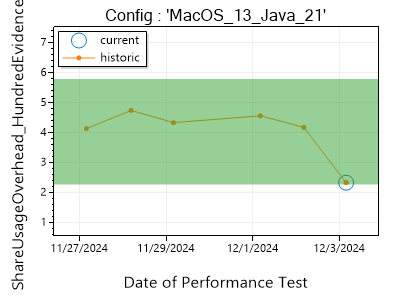 Config : 'MacOS_13_Java_21'
current
historic
ShareUsageOverhead_HundredEvidence
7
6
5
4
3
2
1
11/27/2024
11/29/2024
12/1/2024
12/3/2024
Date of Performance Test